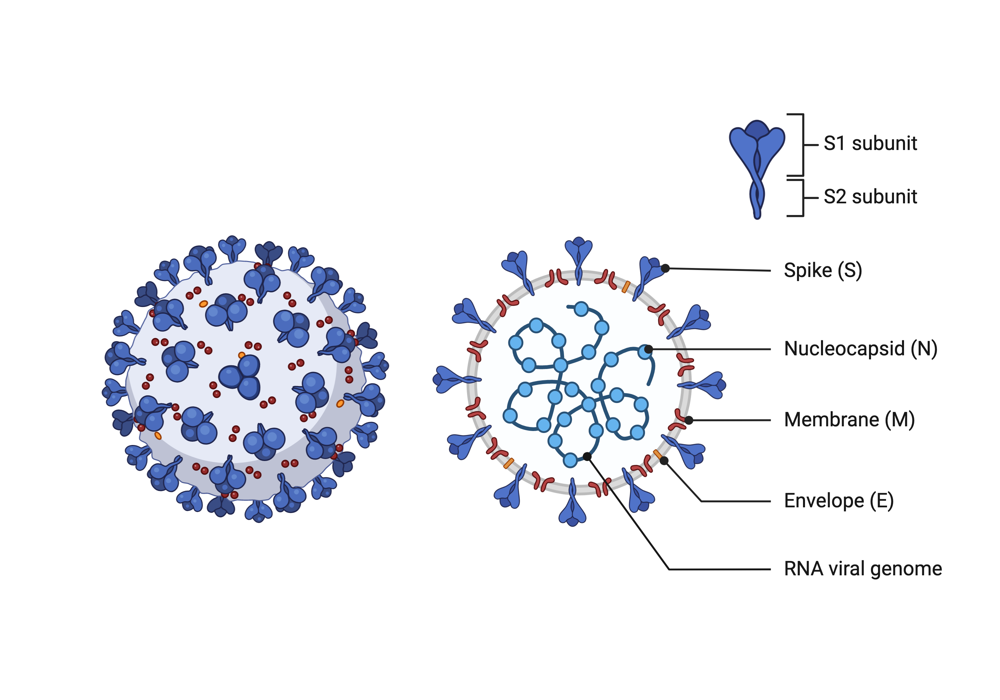 S1 subunit
S2 subunit
Spike (S)
Nucleocapsid (N)
Membrane (M)
Envelope (E)
RNA viral genome